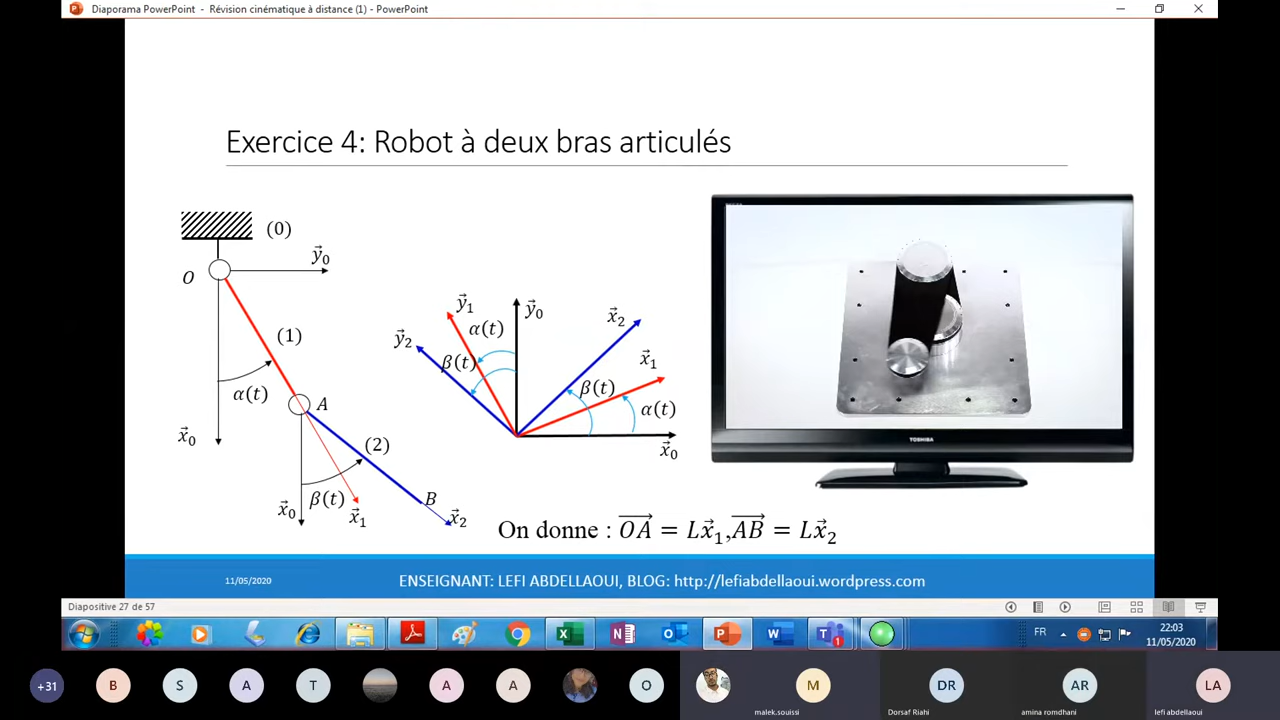 Diaporama PowerPoint - Révision cinématique à distance (1) - PowerPoint
Exercice 4: Robot à deux bras articulés
(0)
y⃗₀
O
(1)
α(t)
A
x⃗₀
(2)
β(t)
B
x⃗₀
x⃗₁
x⃗₂
y⃗₁
α(t)
y⃗₀
x⃗₂
y⃗₂
β(t)
x⃗₁
β(t)
α(t)
x⃗₀
TOSHIBA
On donne : OA⃗ = Lx⃗₁,AB⃗ = Lx⃗₂
11/05/2020
ENSEIGNANT: LEFI ABDELLAOUI, BLOG: http://lefiabdellaoui.wordpress.com
Diapositive 27 de 57
FR
22:03
11/05/2020
+31
B
S
A
T
A
A
O
M
DR
AR
LA
malek.souissi
Dorsaf Riahi
amina romdhani
lefi abdellaoui